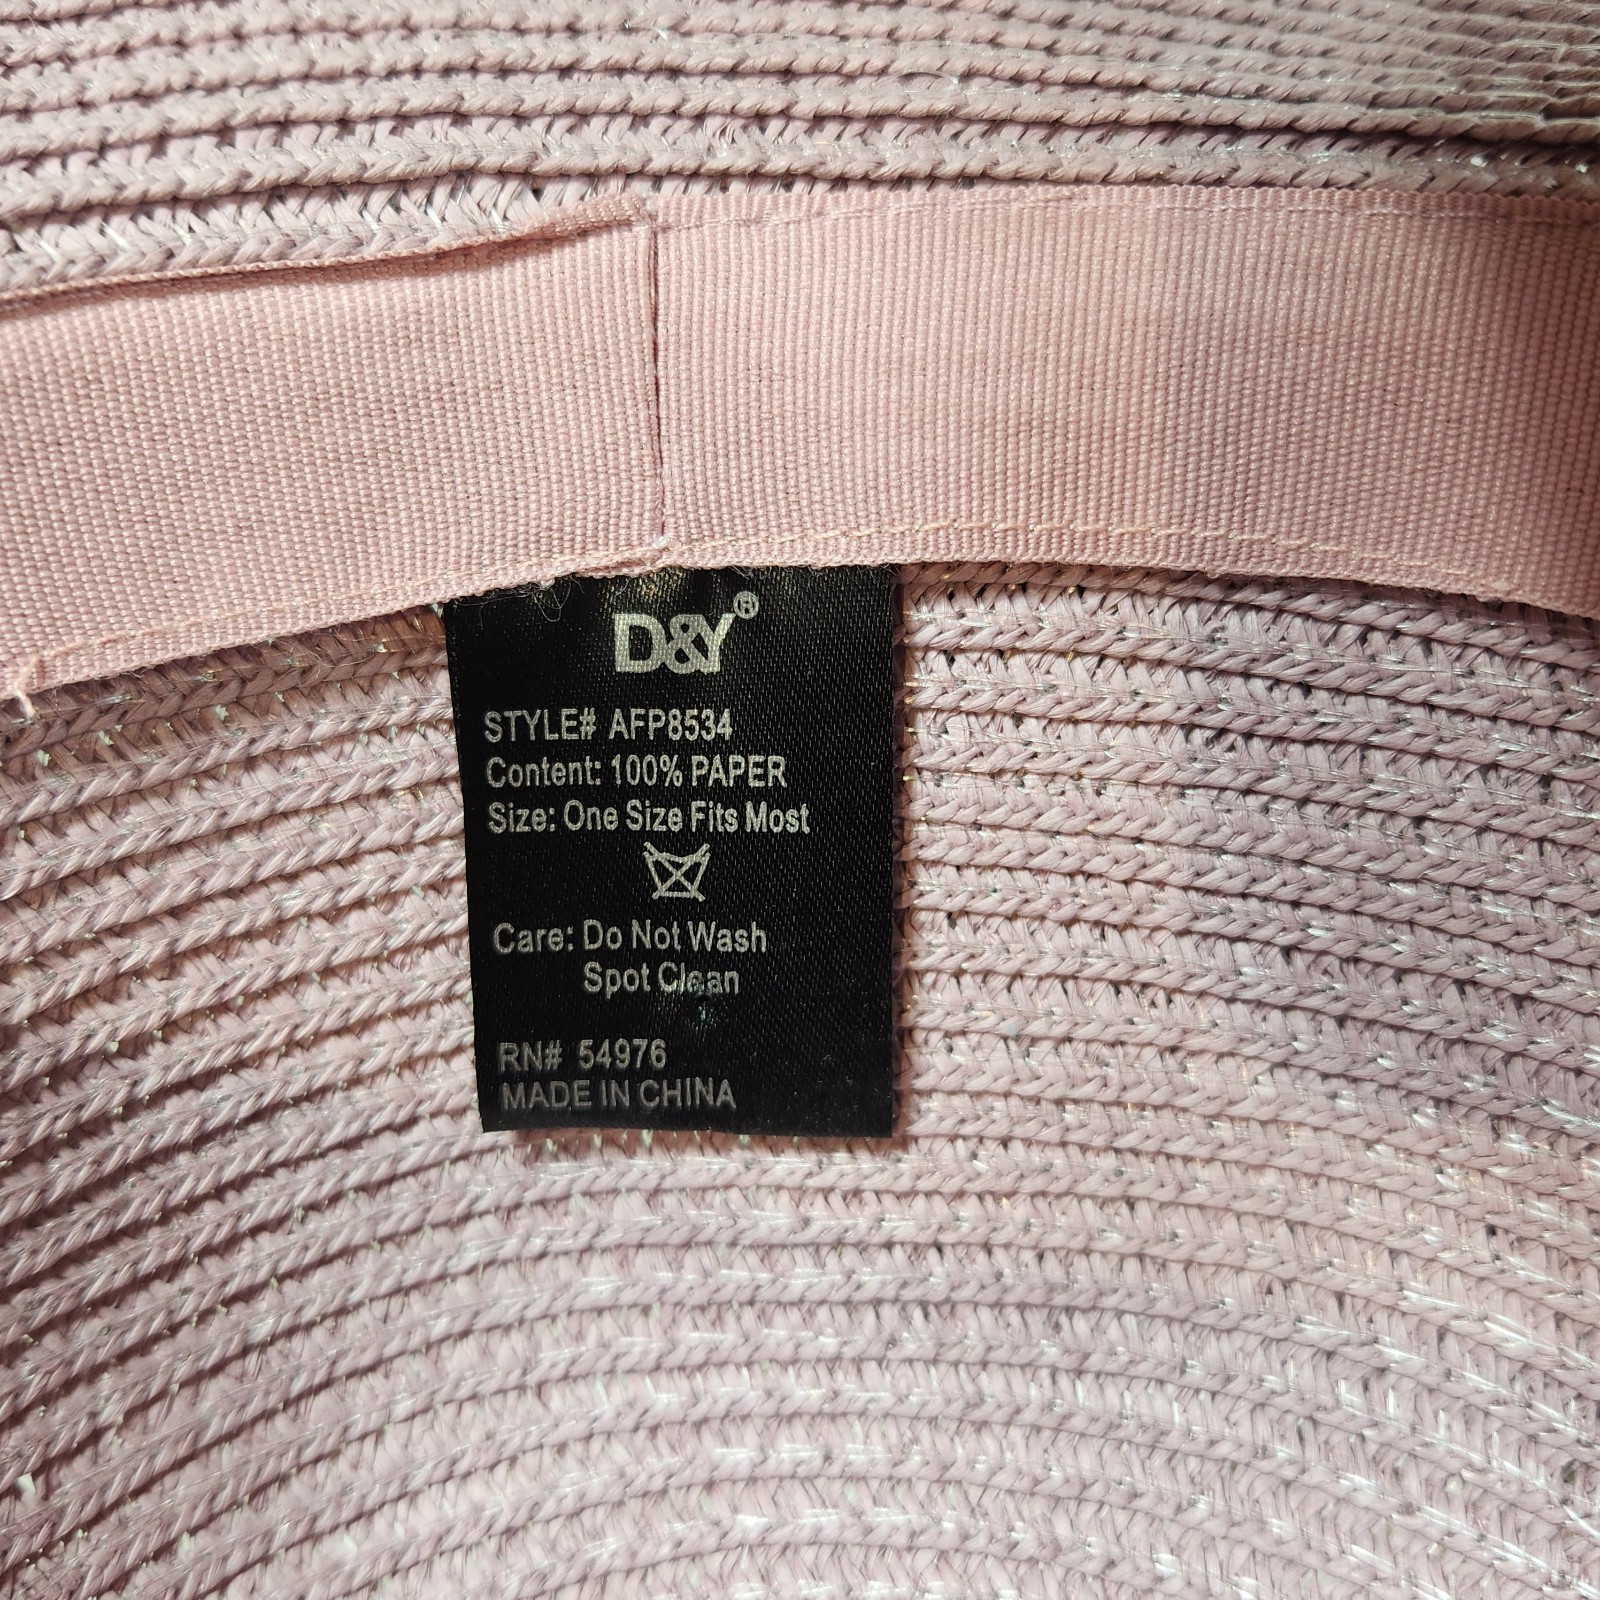 D&Y®
STYLE# AFP8534
Content: 100% PAPER
Size: One Size Fits Most
Care: Do Not Wash
Spot Clean
RN# 54976
MADE IN CHINA